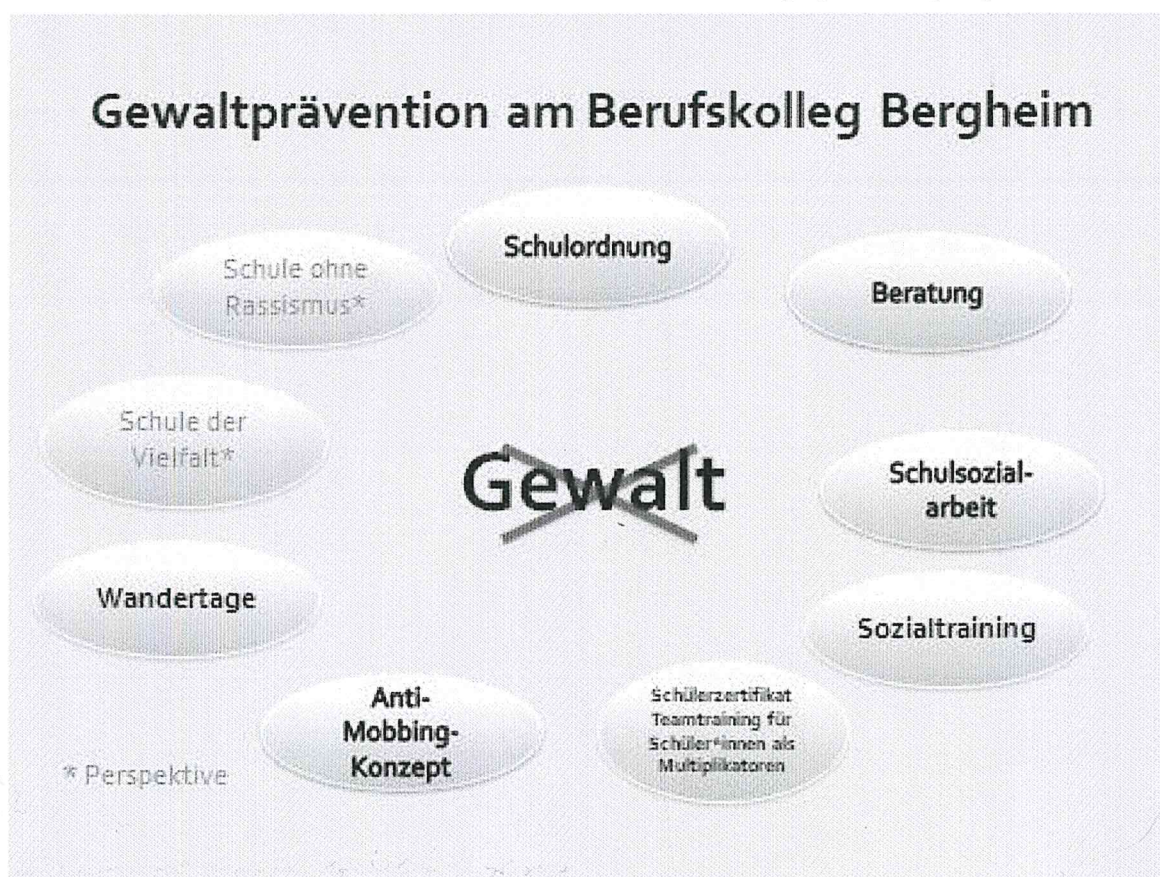 Gewaltprävention am Berufskolleg Bergheim
Schulordnung
Schule ohne
Rassismus*
Beratung
Schule der
Vielfalt*
Gewalt
Schulsozial-
arbeit
Wandertage
Sozialtraining
Anti-
Mobbing-
Konzept
Schülerzertifikat
Teamtraining für
Schüler*innen als
Multiplikatoren
* Perspektive